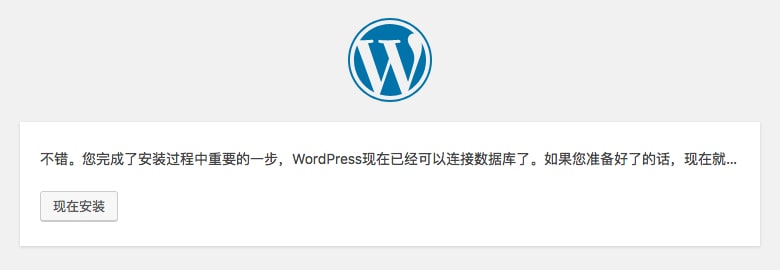 不错。您完成了安装过程中重要的一步，WordPress现在已经可以连接数据库了。如果您准备好了的话，现在就…
现在安装